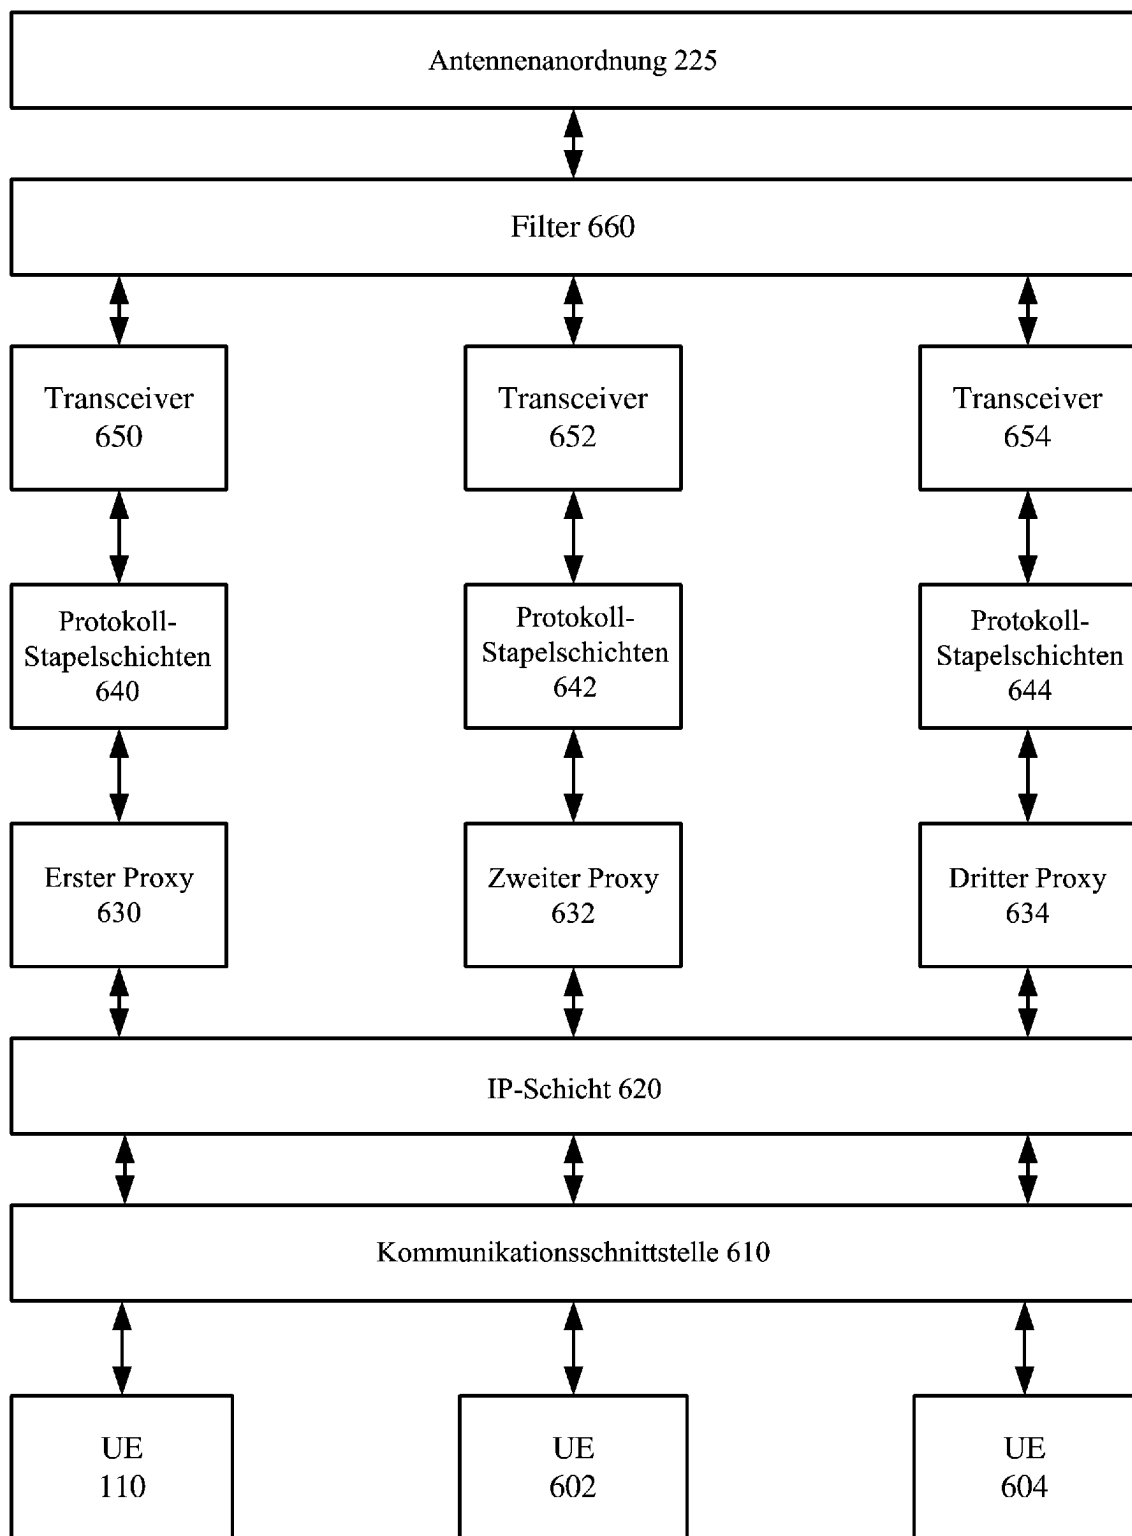 Antennenanordnung 225
Filter 660
Transceiver
650
Transceiver
652
Transceiver
654
Protokoll-
Stapelschichten
640
Protokoll-
Stapelschichten
642
Protokoll-
Stapelschichten
644
Erster Proxy
630
Zweiter Proxy
632
Dritter Proxy
634
IP-Schicht 620
Kommunikationsschnittstelle 610
UE
110
UE
602
UE
604